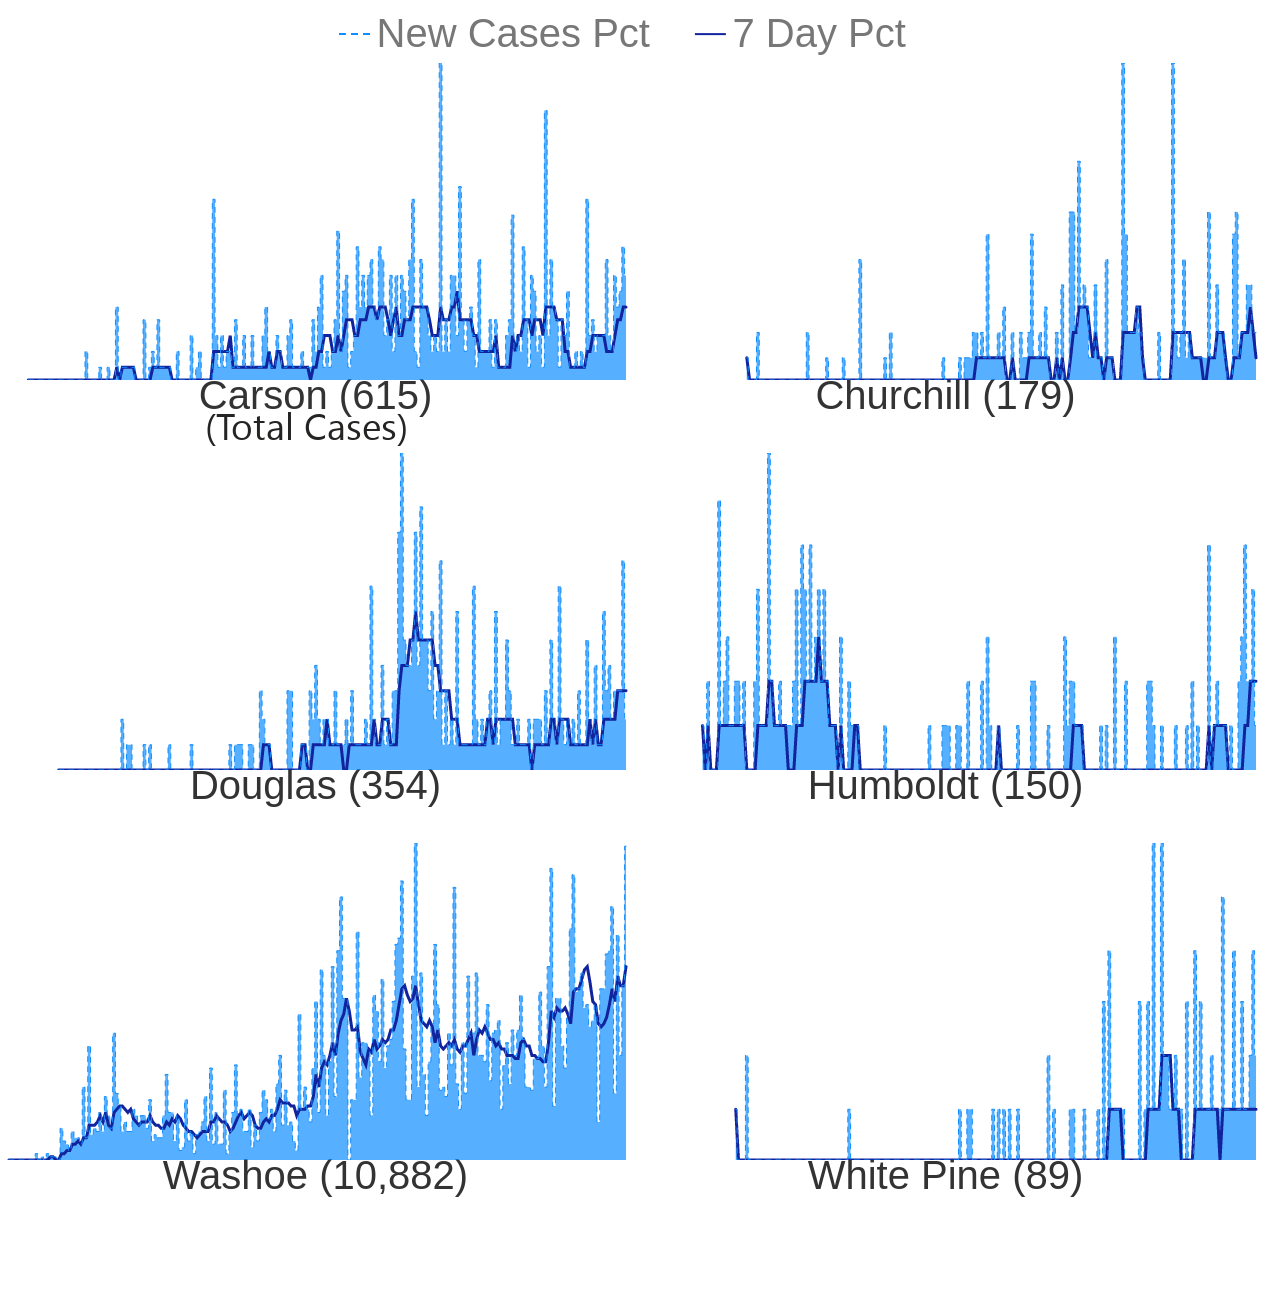 New Cases Pct 7 Day Pct
Carson (615) Churchill (179)
(Total Cases)
Douglas (354) Humboldt (150)
Washoe (10,882) White Pine (89)